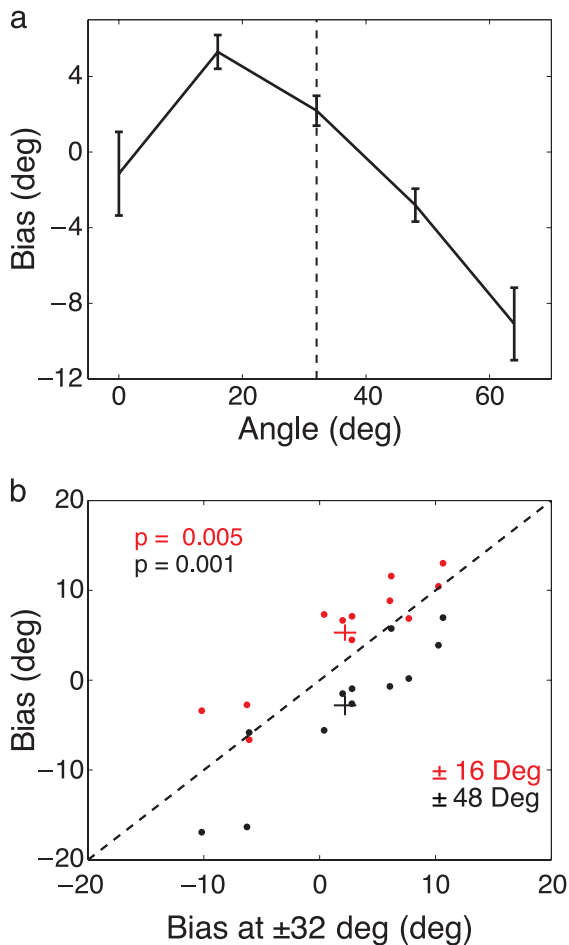 a
4
0
−4
−8
−12
Bias (deg)
0 20 40 60
Angle (deg)
b
20
10
0
−10
−20
Bias (deg)
p = 0.005
p = 0.001
± 16 Deg
± 48 Deg
−20 −10 0 10 20
Bias at ±32 deg (deg)